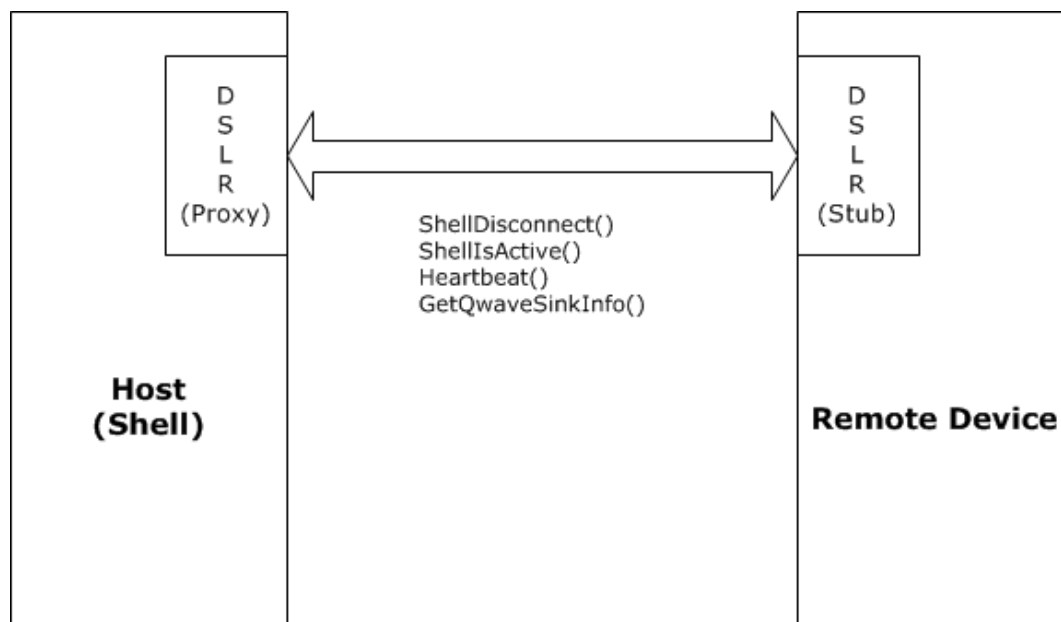 D
S
L
R
(Proxy)
D
S
L
R
(Stub)
ShellDisconnect()
ShellIsActive()
Heartbeat()
GetQwaveSinkInfo()
Host
(Shell)
Remote Device